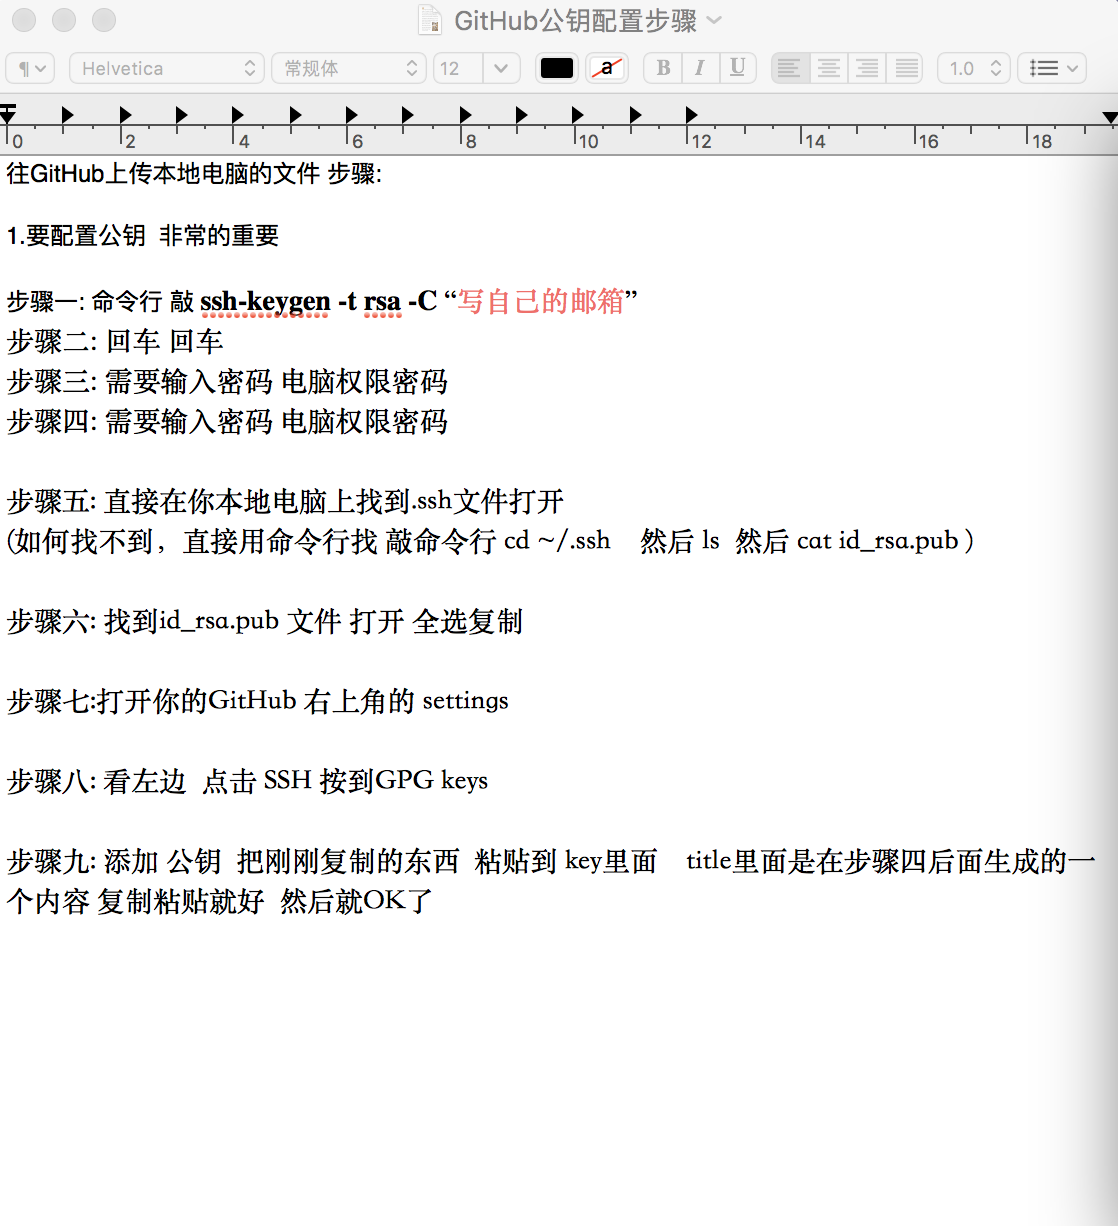 GitHub公钥配置步骤
¶ Helvetica 常规体 12 a B I U 1.0
0 2 4 6 8 10 12 14 16 18
往GitHub上传本地电脑的文件 步骤:
1.要配置公钥 非常的重要
步骤一: 命令行 敲 ssh-keygen -t rsa -C “写自己的邮箱”
步骤二: 回车 回车
步骤三: 需要输入密码 电脑权限密码
步骤四: 需要输入密码 电脑权限密码
步骤五: 直接在你本地电脑上找到.ssh文件打开
(如何找不到，直接用命令行找 敲命令行 cd ~/.ssh 然后 ls 然后 cat id_rsa.pub )
步骤六: 找到id_rsa.pub 文件 打开 全选复制
步骤七:打开你的GitHub 右上角的 settings
步骤八: 看左边 点击 SSH 按到GPG keys
步骤九: 添加 公钥 把刚刚复制的东西 粘贴到 key里面 title里面是在步骤四后面生成的一
个内容 复制粘贴就好 然后就OK了